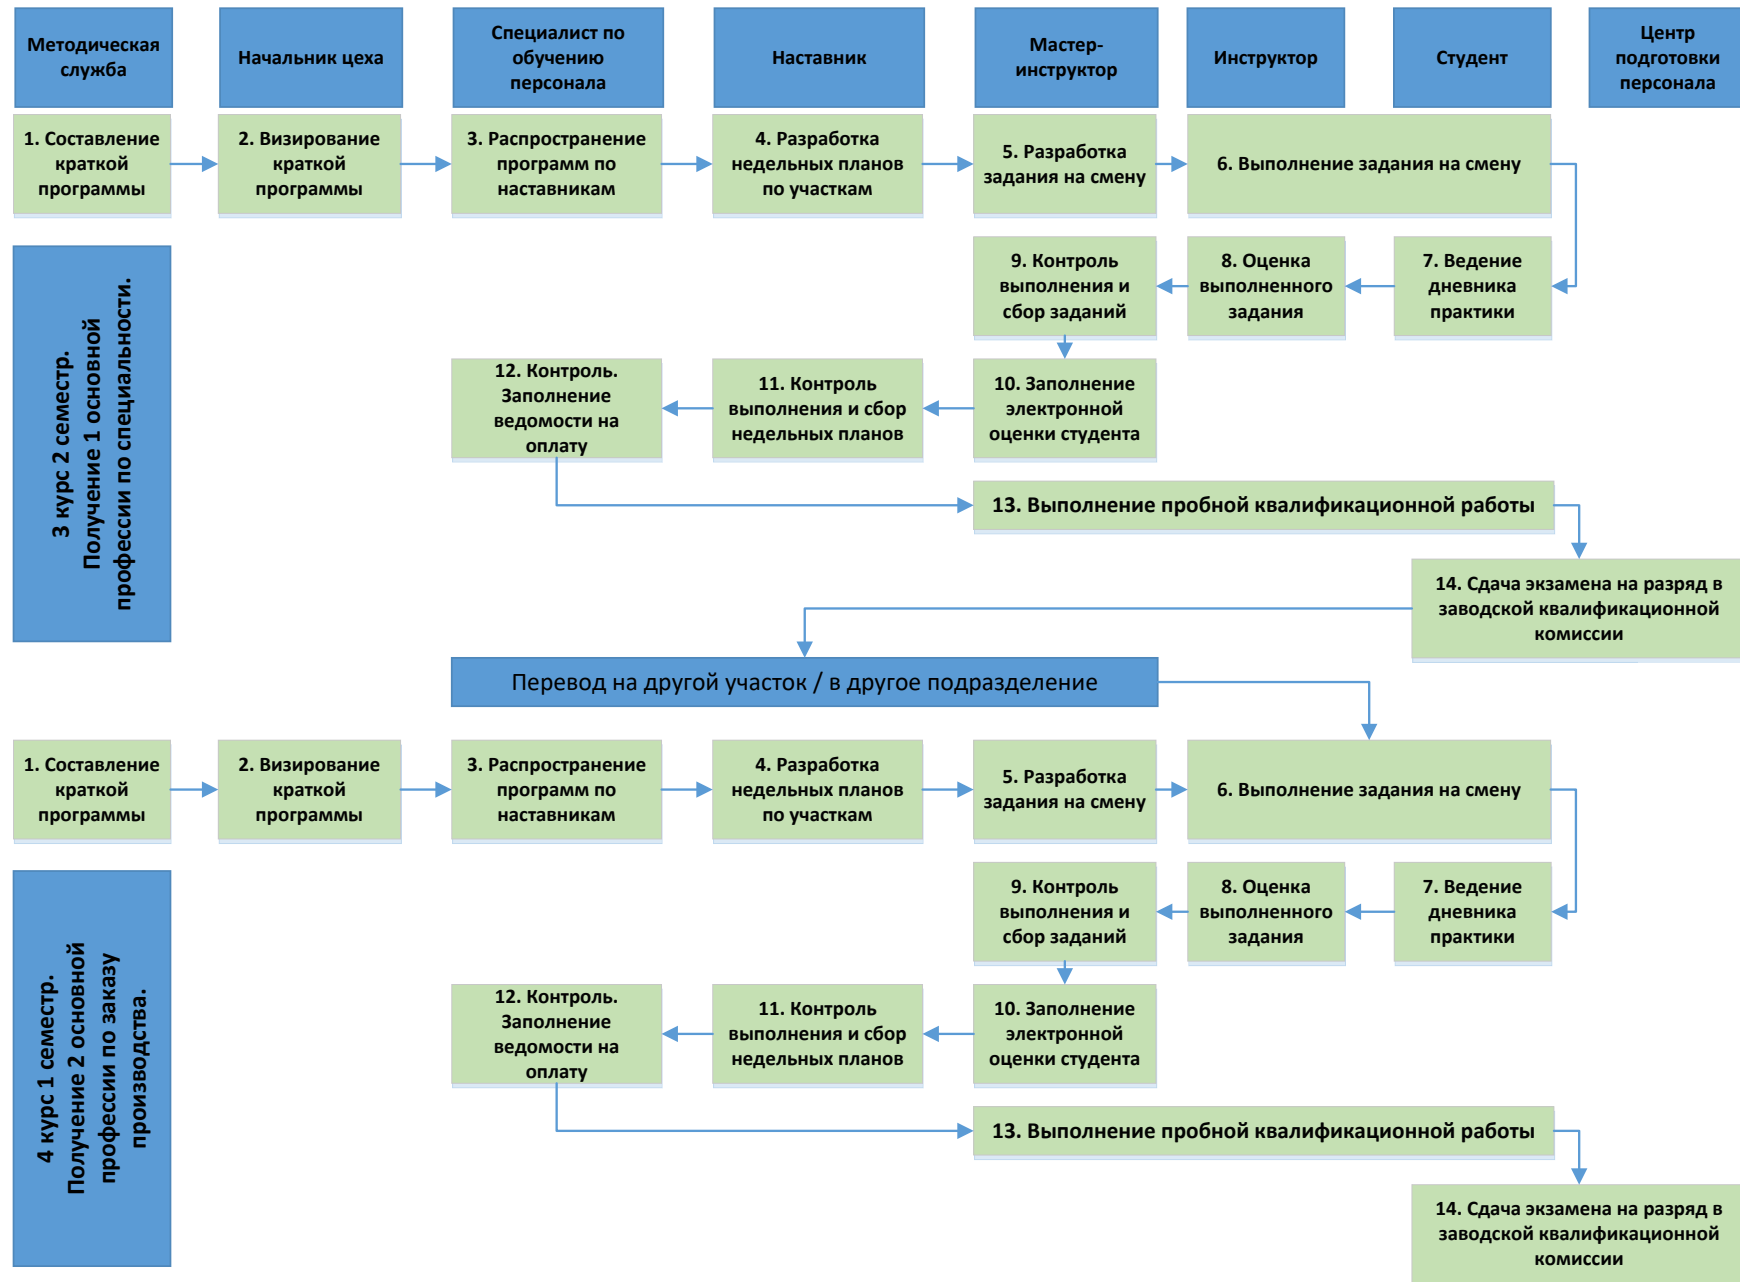 Методическая
служба
Начальник цеха
Специалист по
обучению
персонала
Наставник
Мастер-
инструктор
Инструктор
Студент
Центр
подготовки
персонала
1. Составление
краткой
программы
2. Визирование
краткой
программы
3. Распространение
программ по
наставникам
4. Разработка
недельных планов
по участкам
5. Разработка
задания на смену
6. Выполнение задания на смену
3 курс 2 семестр.
Получение 1 основной
профессии по специальности.
9. Контроль
выполнения и
сбор заданий
8. Оценка
выполненного
задания
7. Ведение
дневника
практики
12. Контроль.
Заполнение
ведомости на
оплату
11. Контроль
выполнения и сбор
недельных планов
10. Заполнение
электронной
оценки студента
13. Выполнение пробной квалификационной работы
14. Сдача экзамена на разряд в
заводской квалификационной
комиссии
Перевод на другой участок / в другое подразделение
1. Составление
краткой
программы
2. Визирование
краткой
программы
3. Распространение
программ по
наставникам
4. Разработка
недельных планов
по участкам
5. Разработка
задания на смену
6. Выполнение задания на смену
4 курс 1 семестр.
Получение 2 основной
профессии по заказу
производства.
9. Контроль
выполнения и
сбор заданий
8. Оценка
выполненного
задания
7. Ведение
дневника
практики
12. Контроль.
Заполнение
ведомости на
оплату
11. Контроль
выполнения и сбор
недельных планов
10. Заполнение
электронной
оценки студента
13. Выполнение пробной квалификационной работы
14. Сдача экзамена на разряд в
заводской квалификационной
комиссии